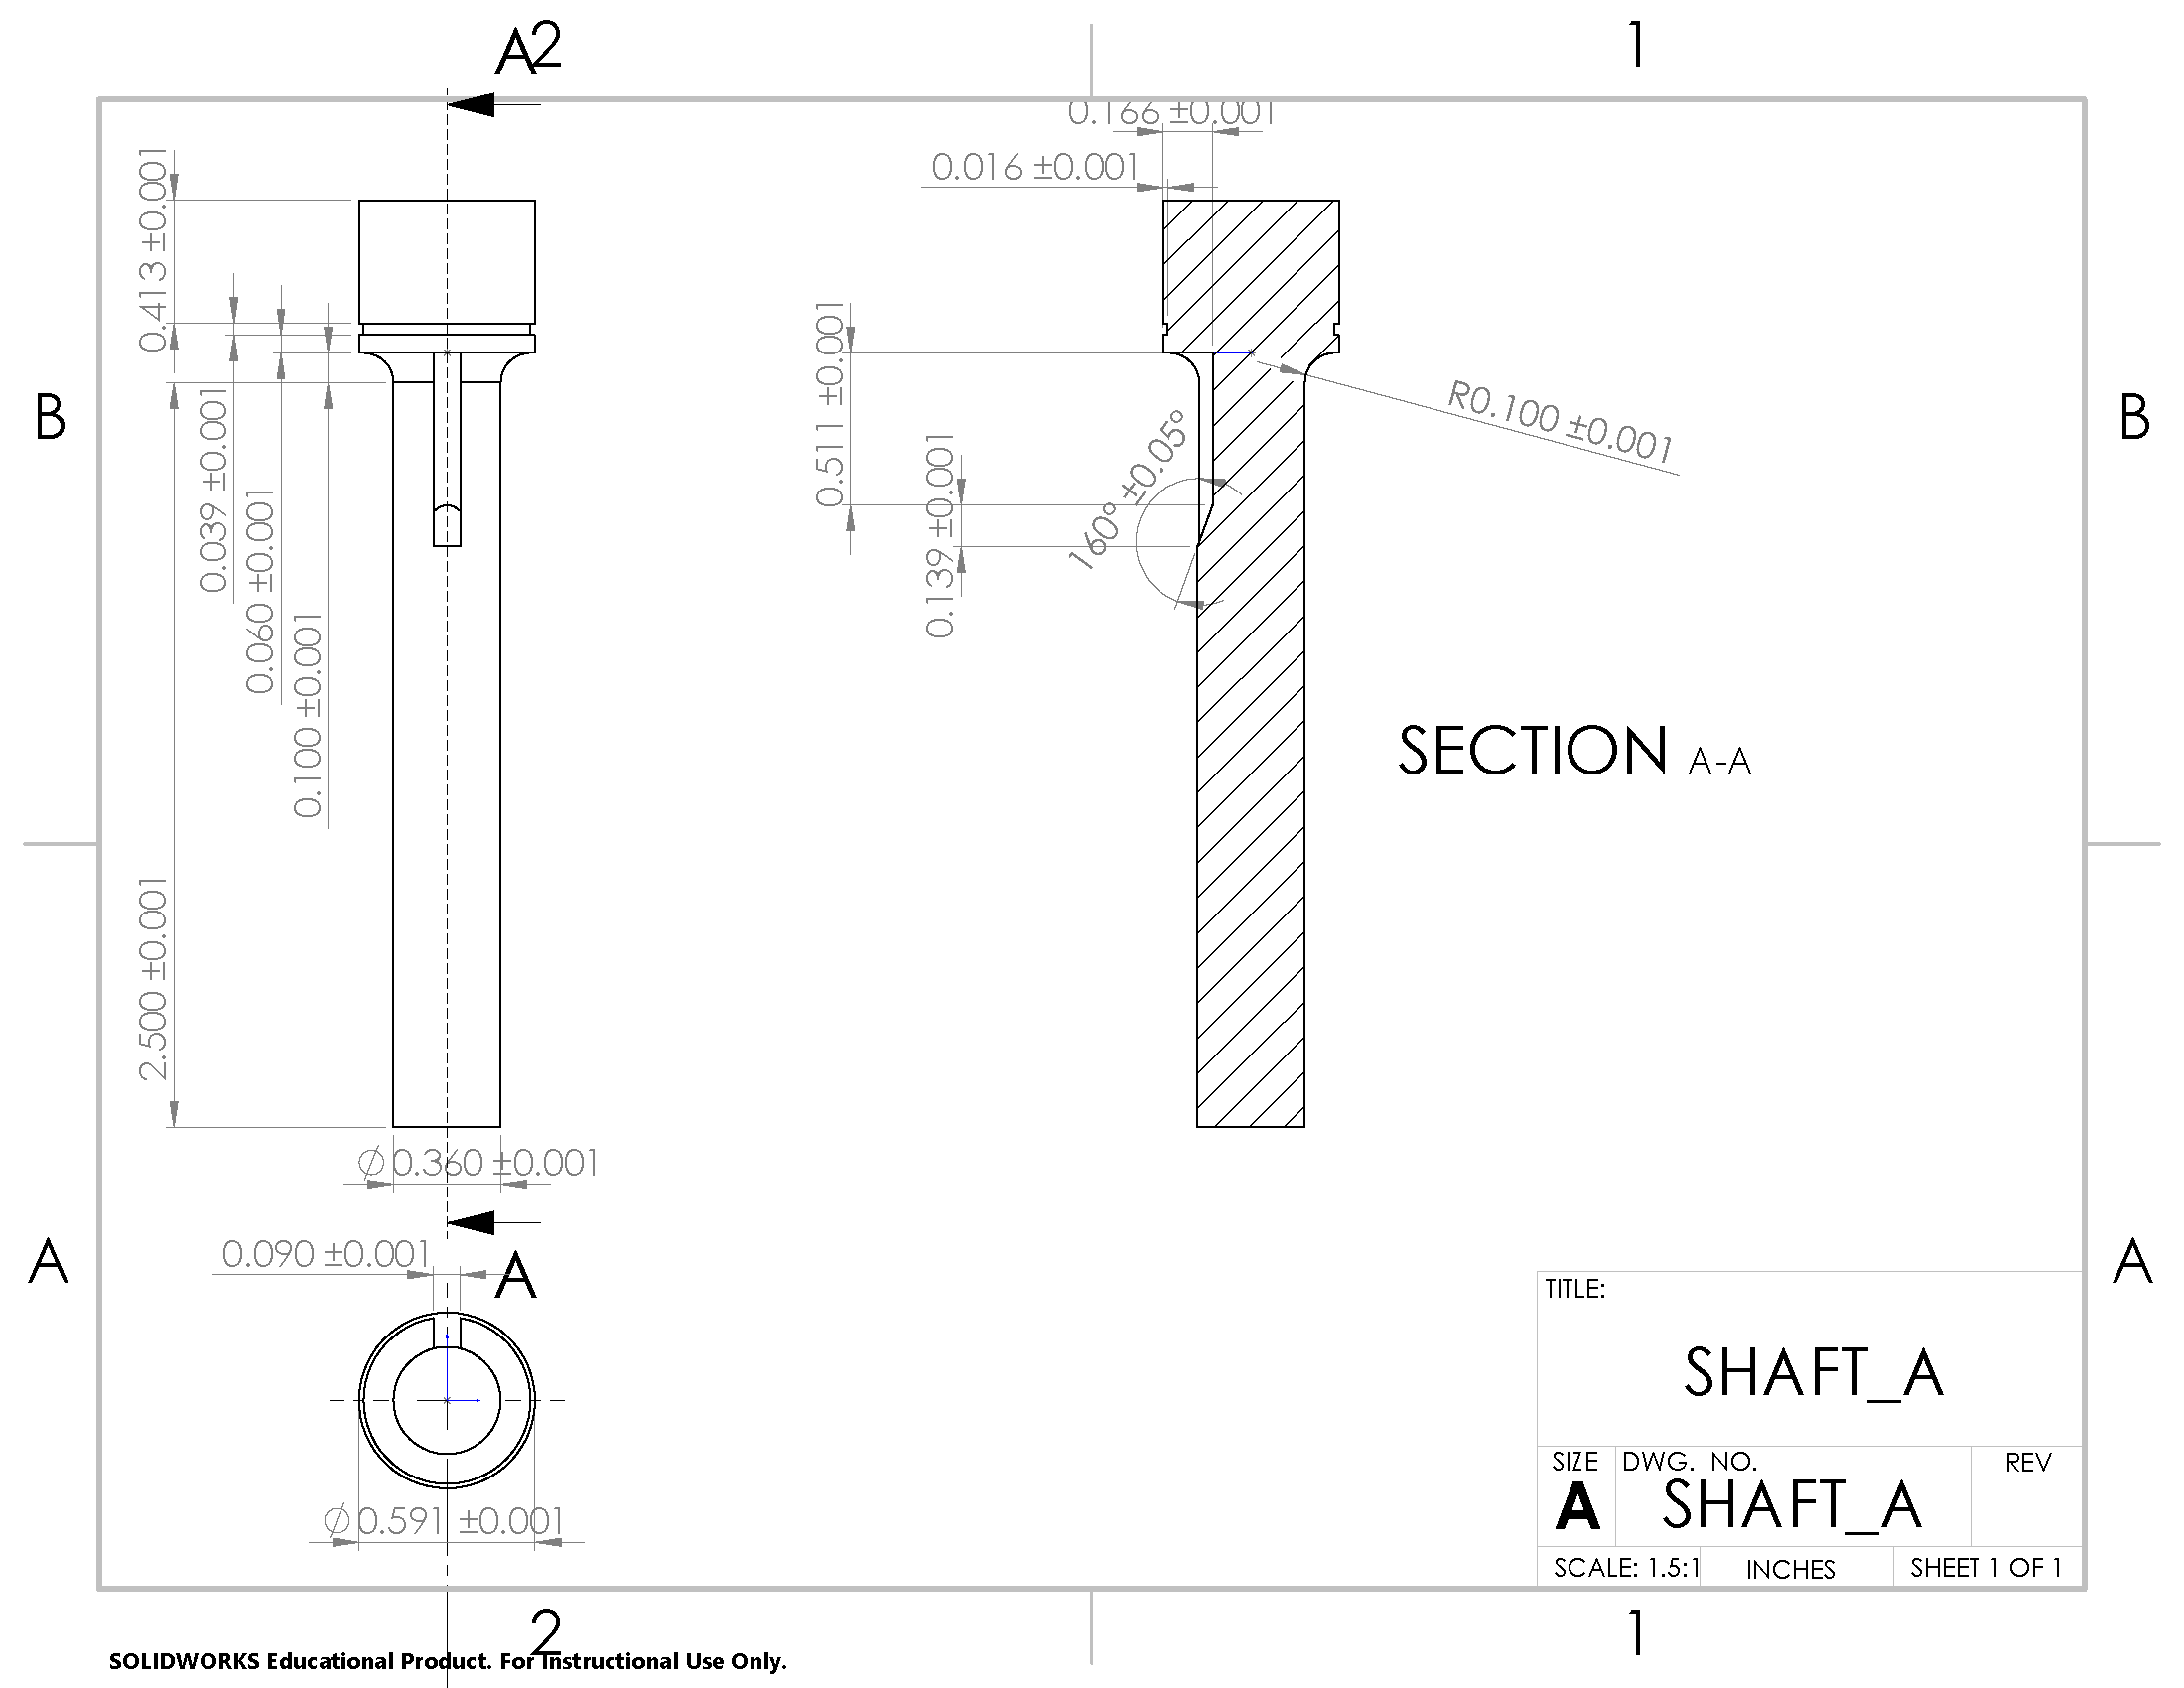 A
2
1
0.166 ±0.001
0.016 ±0.001
0.413 ±0.001
0.039 ±0.001
0.060 ±0.001
0.100 ±0.001
2.500 ±0.001
0.511 ±0.001
0.139 ±0.001
160° ±0.05°
R0.100 ±0.001
B
B
SECTION A-A
∅0.360 ±0.001
0.090 ±0.001
A
A
A
∅0.591 ±0.001
TITLE:
SHAFT_A
SIZE
A
DWG. NO.
SHAFT_A
REV
SCALE: 1.5:1
INCHES
SHEET 1 OF 1
2
1
SOLIDWORKS Educational Product. For Instructional Use Only.